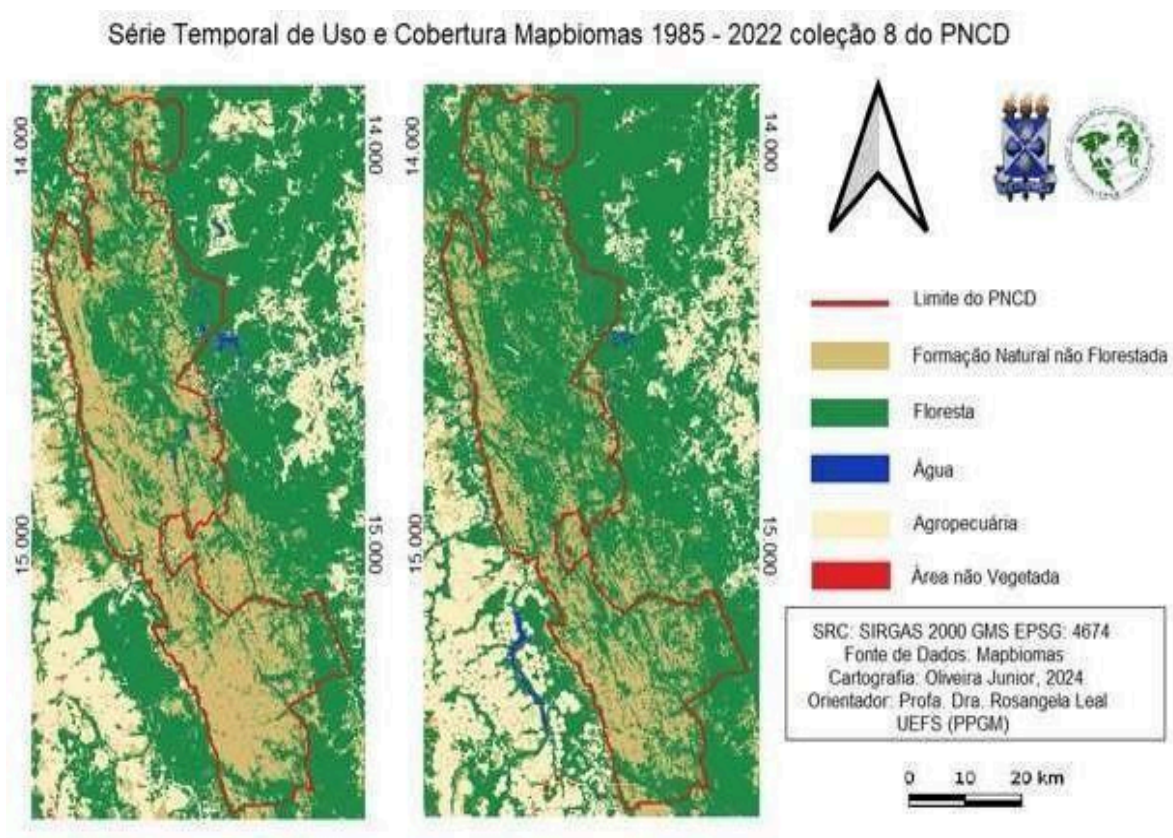 Série Temporal de Uso e Cobertura Mapbiomas 1985 - 2022 coleção 8 do PNCD
14.000
14.000
14.000
14.000
15.000
15.000
15.000
15.000
Limite do PNCD
Formação Natural não Florestada
Floresta
Água
Agropecuária
Área não Vegetada
SRC: SIRGAS 2000 GMS EPSG: 4674
Fonte de Dados: Mapbiomas
Cartografia: Oliveira Junior, 2024
Orientador: Profa. Dra. Rosangela Leal
UEFS (PPGM)
0 10 20 km